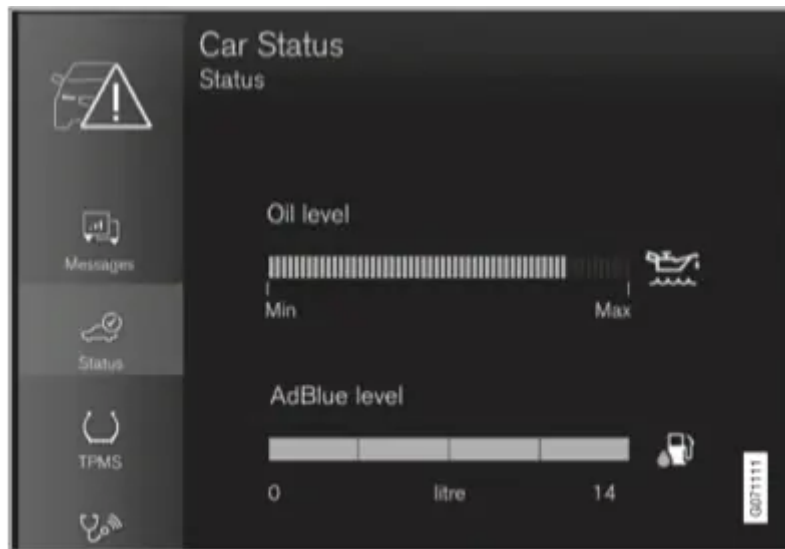 Car Status
Status
Messages
Status
TPMS
Oil level
Min
Max
AdBlue level
0
litre
14
G071111